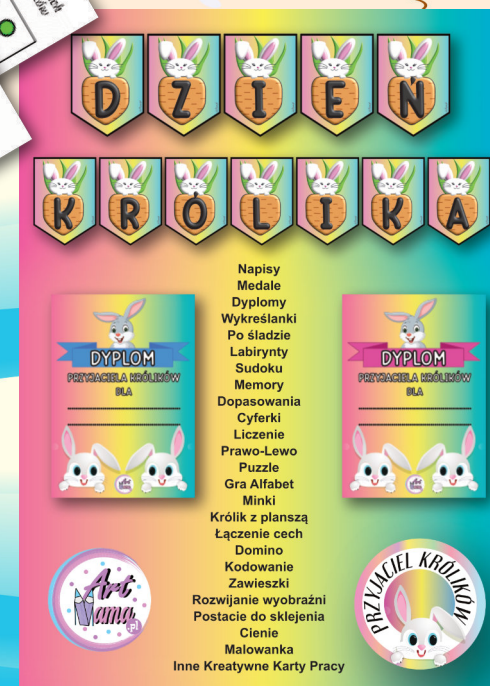 DZIEŃ
KRÓLIKA
Napisy
Medale
Dyplomy
Wykreślanki
Po śladzie
Labirynty
Sudoku
Memory
Dopasowania
Cyferki
Liczenie
Prawo-Lewo
Puzzle
Gra Alfabet
Minki
Królik z planszą
Łączenie cech
Domino
Kodowanie
Zawieszki
Rozwijanie wyobraźni
Postacie do sklejenia
Cienie
Malowanka
Inne Kreatywne Karty Pracy
DYPLOM
PRZYJACIELA KRÓLIKÓW
DLA
DYPLOM
PRZYJACIELA KRÓLIKÓW
DLA
Art
Mama.pl
PRZYJACIEL KRÓLIKÓW